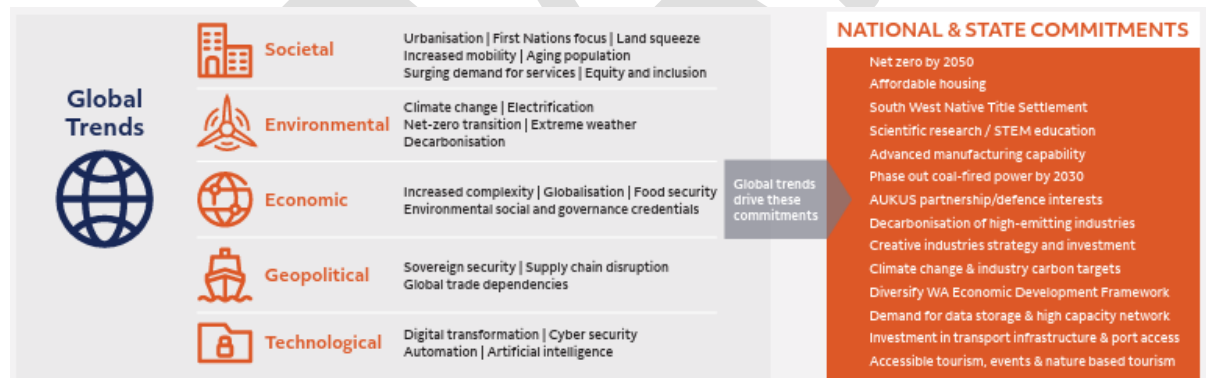 Global
Trends
Societal
Urbanisation | First Nations focus | Land squeeze
Increased mobility | Aging population
Surging demand for services | Equity and inclusion
Environmental
Climate change | Electrification
Net-zero transition | Extreme weather
Decarbonisation
Economic
Increased complexity | Globalisation | Food security
Environmental social and governance credentials
Geopolitical
Sovereign security | Supply chain disruption
Global trade dependencies
Technological
Digital transformation | Cyber security
Automation | Artificial intelligence
Global trends
drive these
commitments
NATIONAL & STATE COMMITMENTS
Net zero by 2050
Affordable housing
South West Native Title Settlement
Scientific research / STEM education
Advanced manufacturing capability
Phase out coal-fired power by 2030
AUKUS partnership/defence interests
Decarbonisation of high-emitting industries
Creative industries strategy and investment
Climate change & industry carbon targets
Diversify WA Economic Development Framework
Demand for data storage & high capacity network
Investment in transport infrastructure & port access
Accessible tourism, events & nature based tourism